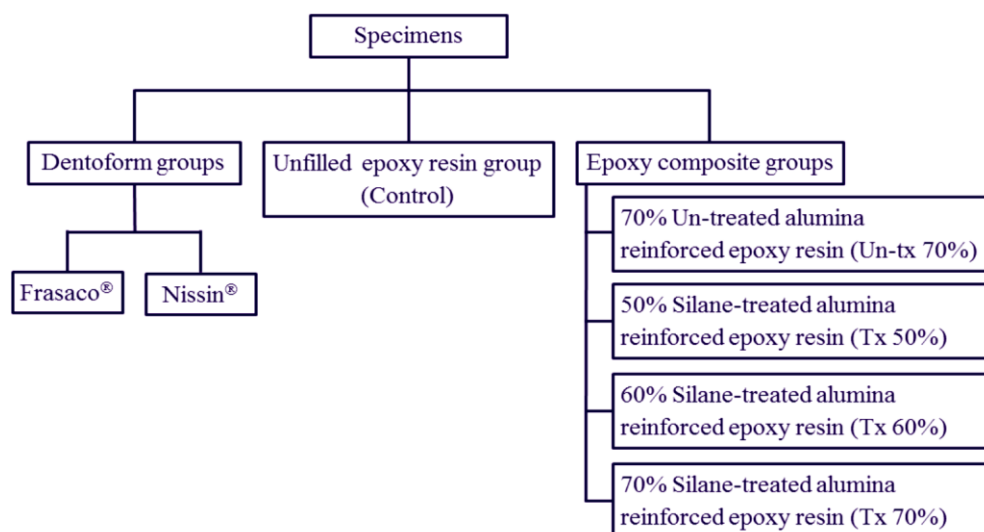 Specimens
Dentoform groups
Unfilled epoxy resin group
(Control)
Epoxy composite groups
Frasaco®
Nissin®
70% Un-treated alumina
reinforced epoxy resin (Un-tx 70%)
50% Silane-treated alumina
reinforced epoxy resin (Tx 50%)
60% Silane-treated alumina
reinforced epoxy resin (Tx 60%)
70% Silane-treated alumina
reinforced epoxy resin (Tx 70%)